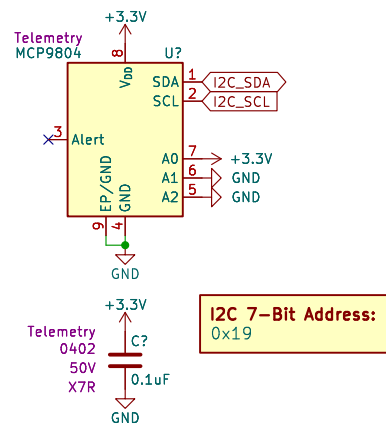 +3.3V
Telemetry
MCP9804
8
U?
VDD
SDA 1 I2C_SDA
SCL 2 I2C_SCL
3 Alert
A0 7 +3.3V
A1 6 GND
A2 5 GND
EP/GND
GND
9 4
GND
+3.3V
I2C 7-Bit Address:
0x19
Telemetry
0402
50V
X7R
C?
0.1uF
GND